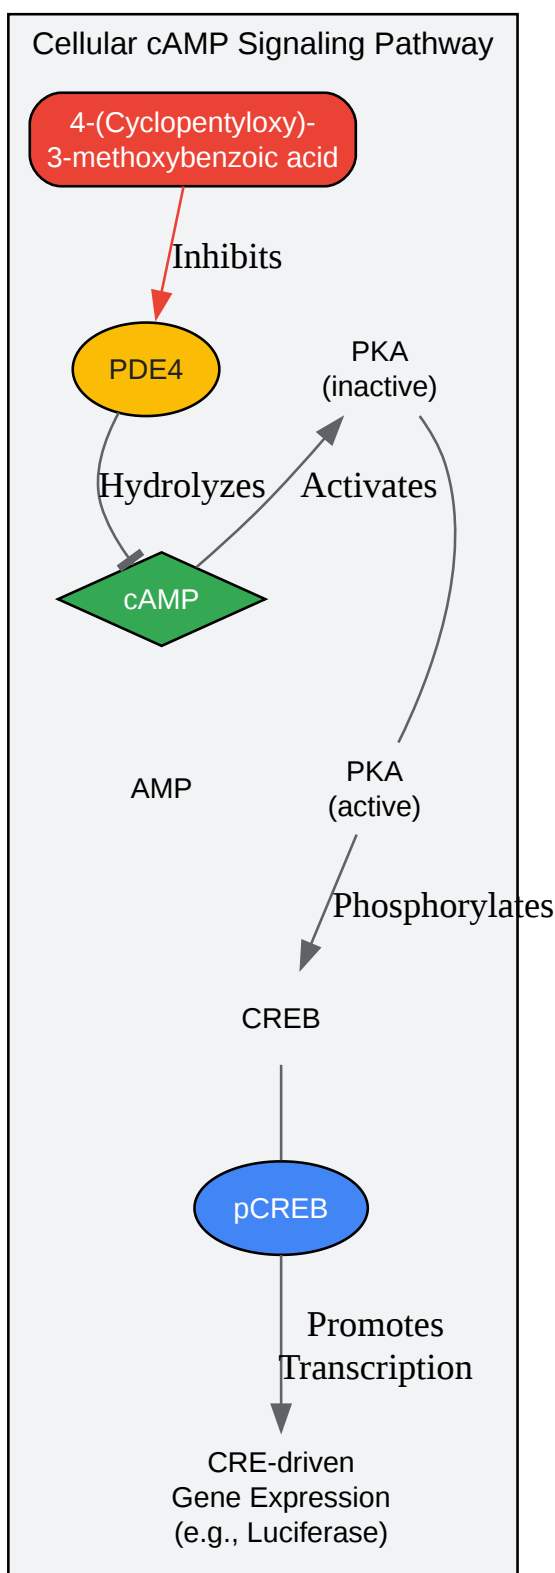 Cellular cAMP Signaling Pathway
4-(Cyclopentyloxy)-
3-methoxybenzoic acid
Inhibits
PDE4
PKA
(inactive)
Hydrolyzes
Activates
cAMP
AMP
PKA
(active)
Phosphorylates
CREB
pCREB
Promotes
Transcription
CRE-driven
Gene Expression
(e.g., Luciferase)